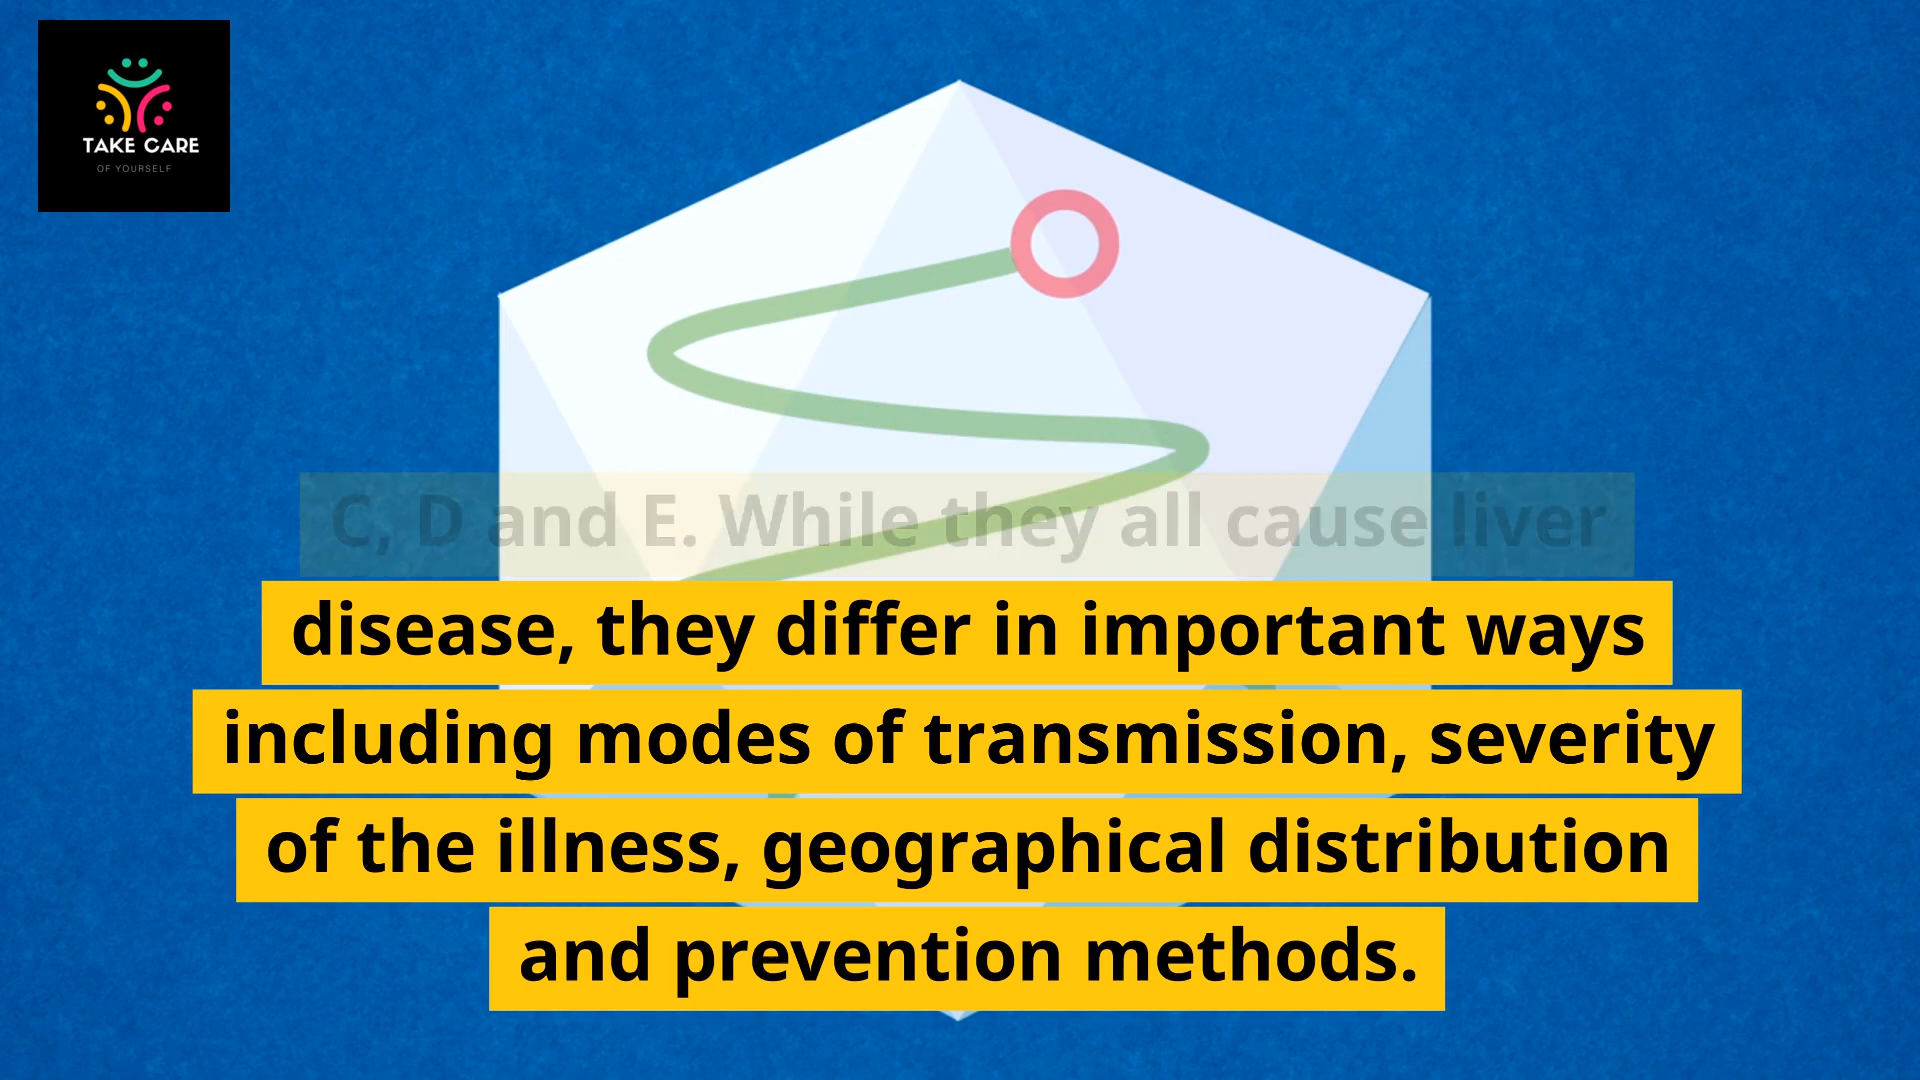 TAKE CARE
OF YOURSELF
C, D and E. While they all cause liver
disease, they differ in important ways
including modes of transmission, severity
of the illness, geographical distribution
and prevention methods.